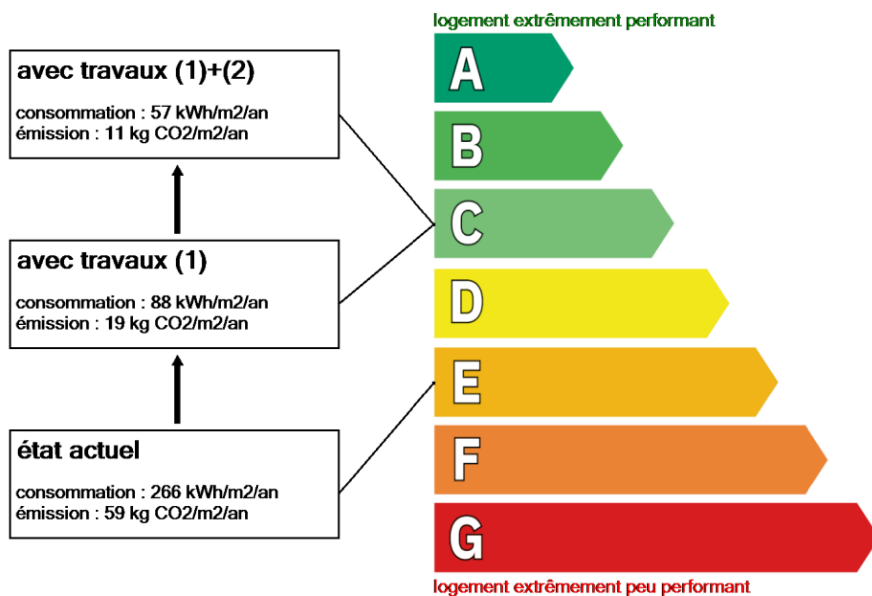 logement extrêmement performant
avec travaux (1)+(2)
consommation : 57 kWh/m2/an
émission : 11 kg CO2/m2/an
avec travaux (1)
consommation : 88 kWh/m2/an
émission : 19 kg CO2/m2/an
état actuel
consommation : 266 kWh/m2/an
émission : 59 kg CO2/m2/an
A
B
C
D
E
F
G
logement extrêmement peu performant